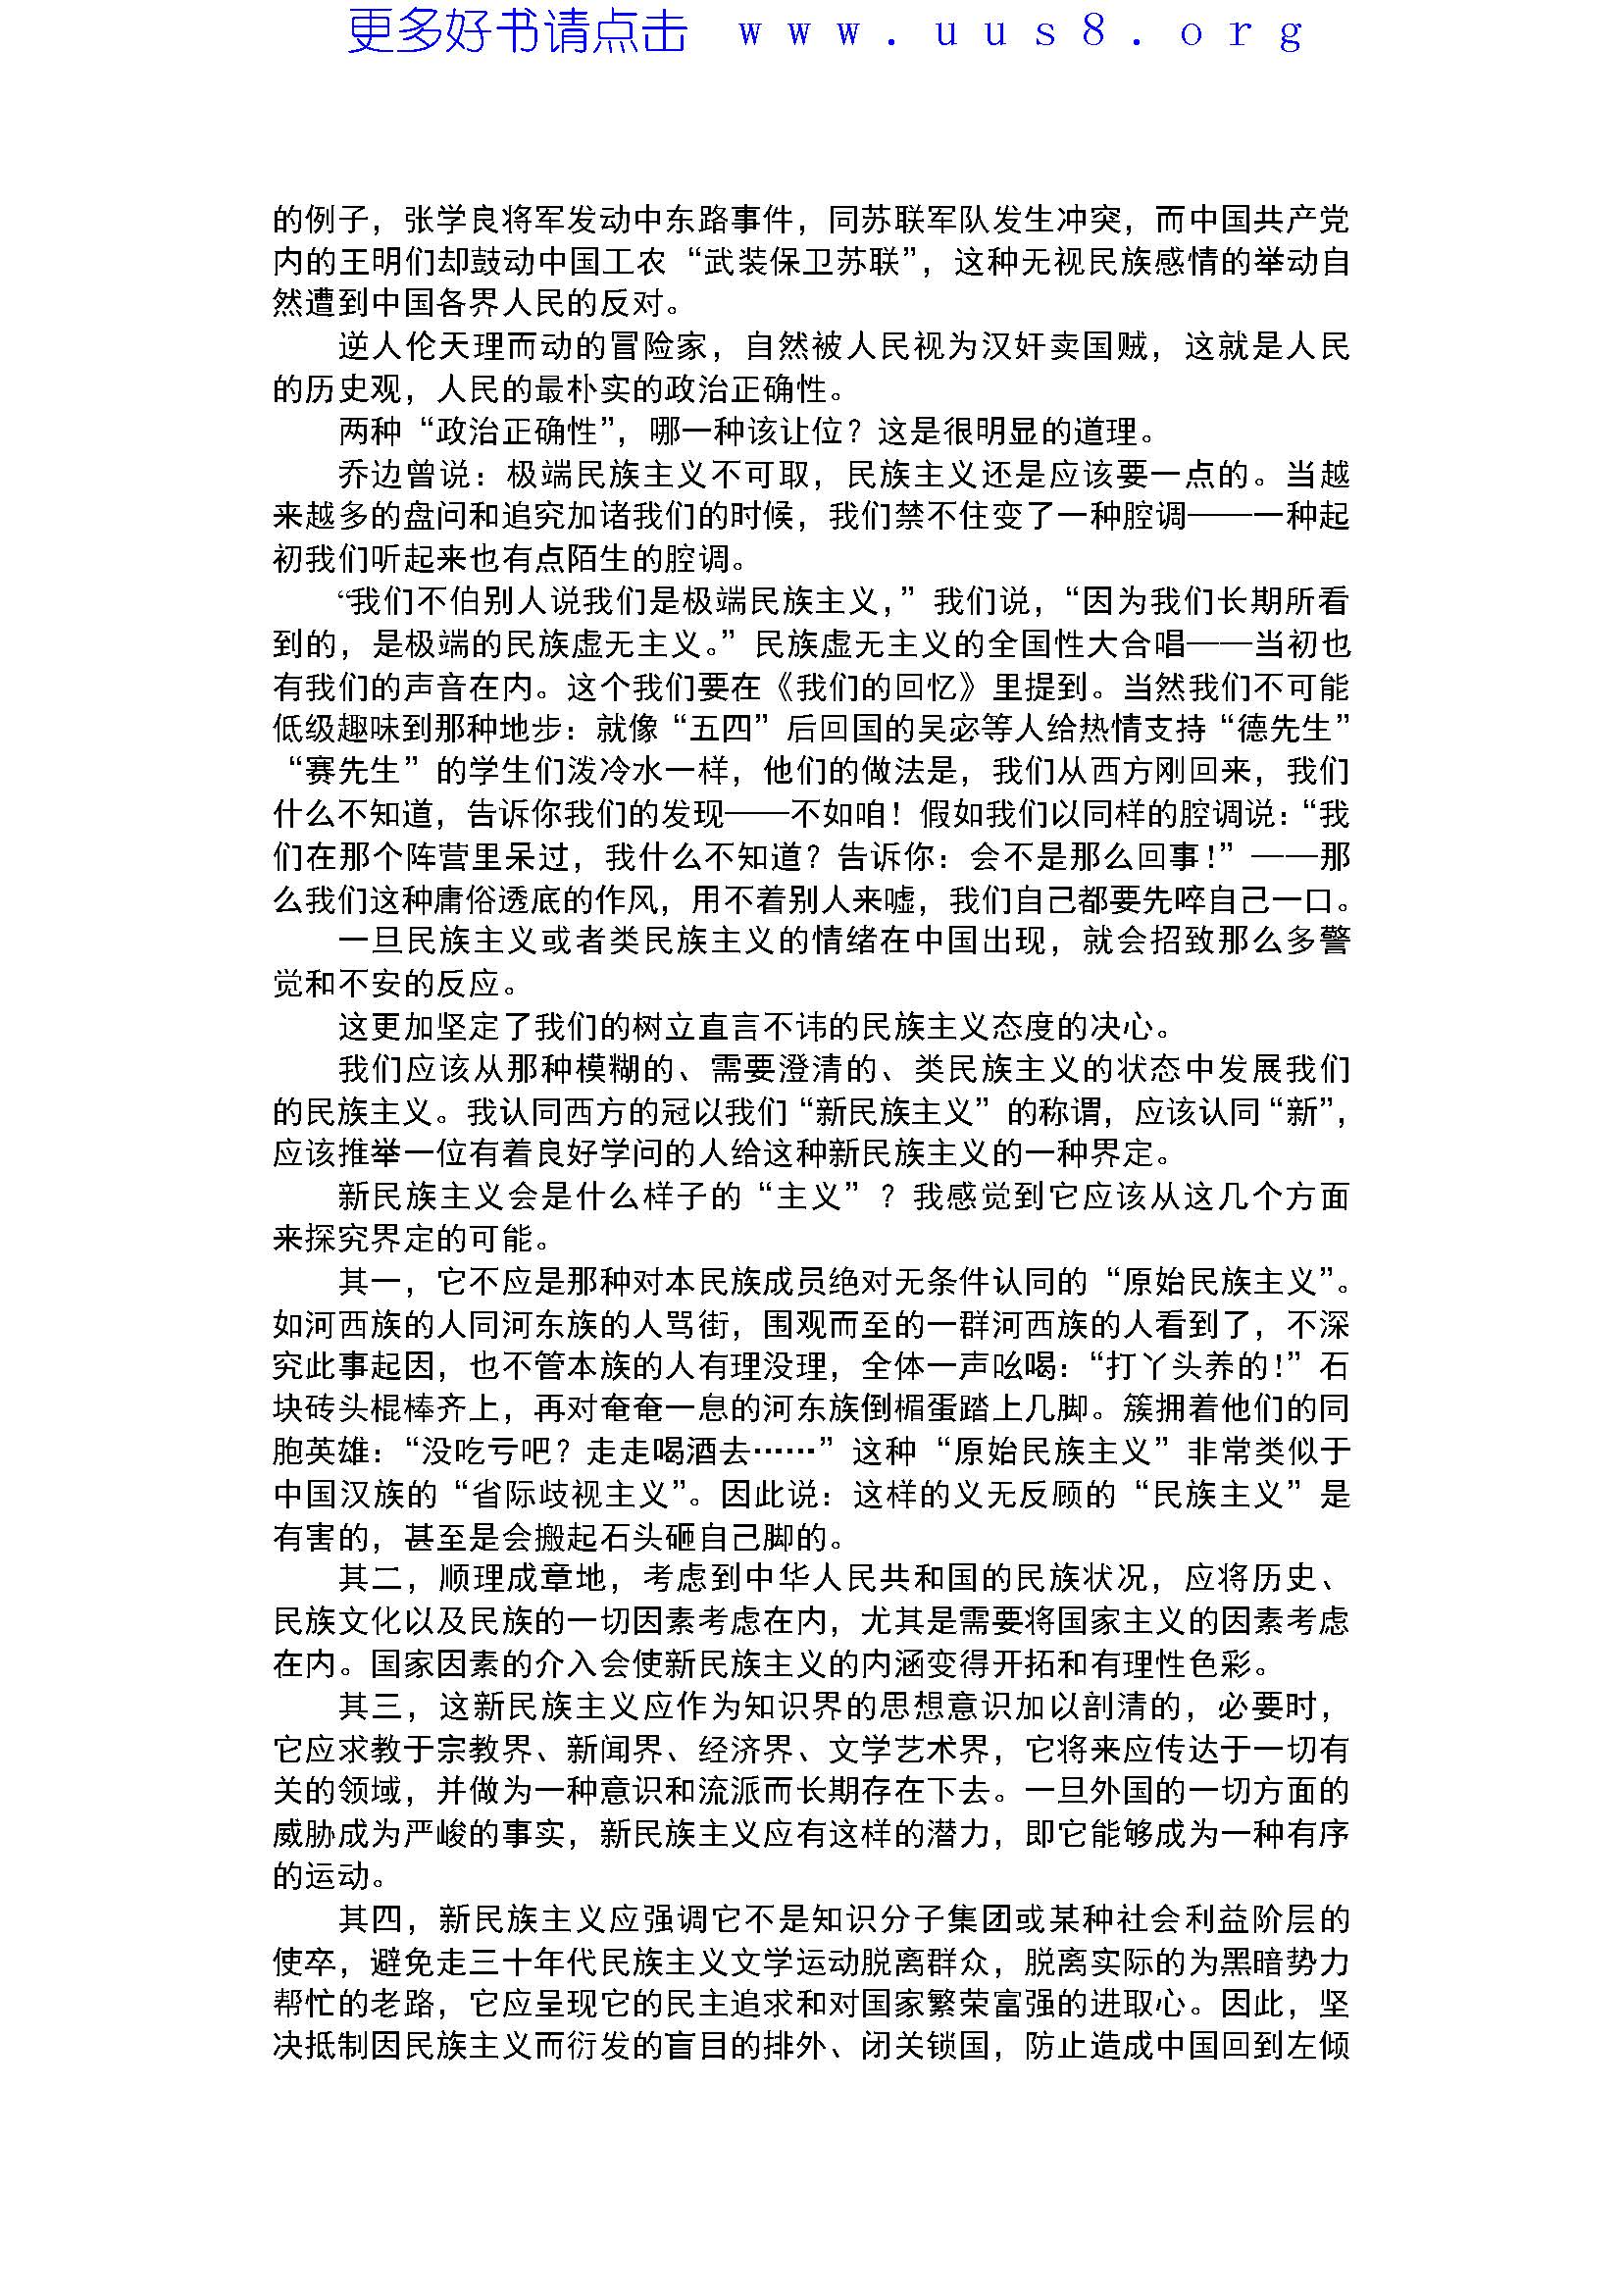 更多好书请点击 www.uus8.org
的例子，张学良将军发动中东路事件，同苏联军队发生冲突，而中国共产党
内的王明们却鼓动中国工农“武装保卫苏联”，这种无视民族感情的举动自
然遭到中国各界人民的反对。
逆人伦天理而动的冒险家，自然被人民视为汉奸卖国贼，这就是人民
的历史观，人民的最朴实的政治正确性。
两种“政治正确性”，哪一种该让位？这是很明显的道理。
乔边曾说：极端民族主义不可取，民族主义还是应该要一点的。当越
来越多的盘问和追究加诸我们的时候，我们禁不住变了一种腔调——一种起
初我们听起来也有点陌生的腔调。
“我们不伯别人说我们是极端民族主义，”我们说，“因为我们长期所看
到的，是极端的民族虚无主义。”民族虚无主义的全国性大合唱——当初也
有我们的声音在内。这个我们要在《我们的回忆》里提到。当然我们不可能
低级趣味到那种地步：就像“五四”后回国的吴宓等人给热情支持“德先生”
“赛先生”的学生们泼冷水一样，他们的做法是，我们从西方刚回来，我们
什么不知道，告诉你我们的发现——不如咱！假如我们以同样的腔调说：“我
们在那个阵营里呆过，我什么不知道？告诉你：会不是那么回事！”——那
么我们这种庸俗透底的作风，用不着别人来嘘，我们自己都要先啐自己一口。
一旦民族主义或者类民族主义的情绪在中国出现，就会招致那么多警
觉和不安的反应。
这更加坚定了我们的树立直言不讳的民族主义态度的决心。
我们应该从那种模糊的、需要澄清的、类民族主义的状态中发展我们
的民族主义。我认同西方的冠以我们“新民族主义”的称谓，应该认同“新”，
应该推举一位有着良好学问的人给这种新民族主义的一种界定。
新民族主义会是什么样子的“主义”？我感觉到它应该从这几个方面
来探究界定的可能。
其一，它不应是那种对本民族成员绝对无条件认同的“原始民族主义”。
如河西族的人同河东族的人骂街，围观而至的一群河西族的人看到了，不深
究此事起因，也不管本族的人有理没理，全体一声吆喝：“打丫头养的！”石
块砖头棍棒齐上，再对奄奄一息的河东族倒楣蛋踏上几脚。簇拥着他们的同
胞英雄：“没吃亏吧？走走喝酒去……”这种“原始民族主义”非常类似于
中国汉族的“省际歧视主义”。因此说：这样的义无反顾的“民族主义”是
有害的，甚至是会搬起石头砸自己脚的。
其二，顺理成章地，考虑到中华人民共和国的民族状况，应将历史、
民族文化以及民族的一切因素考虑在内，尤其是需要将国家主义的因素考虑
在内。国家因素的介入会使新民族主义的内涵变得开拓和有理性色彩。
其三，这新民族主义应作为知识界的思想意识加以剖清的，必要时，
它应求教于宗教界、新闻界、经济界、文学艺术界，它将来应传达于一切有
关的领域，并做为一种意识和流派而长期存在下去。一旦外国的一切方面的
威胁成为严峻的事实，新民族主义应有这样的潜力，即它能够成为一种有序
的运动。
其四，新民族主义应强调它不是知识分子集团或某种社会利益阶层的
使卒，避免走三十年代民族主义文学运动脱离群众，脱离实际的为黑暗势力
帮忙的老路，它应呈现它的民主追求和对国家繁荣富强的进取心。因此，坚
决抵制因民族主义而衍发的盲目的排外、闭关锁国，防止造成中国回到左倾